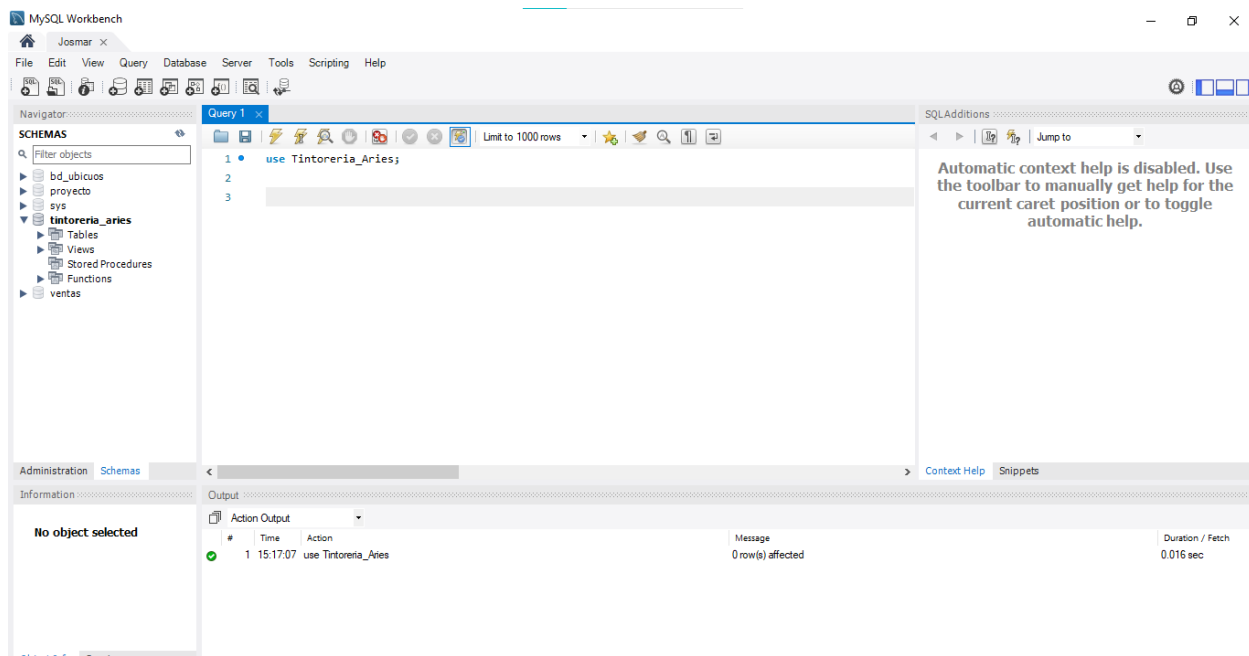 MySQL Workbench
Josmar
File Edit View Query Database Server Tools Scripting Help
Navigator
SCHEMAS
Filter objects
bd_ubicuos
proyecto
sys
tintoreria_aries
Tables
Views
Stored Procedures
Functions
ventas
Administration Schemas
Query 1
Limit to 1000 rows
1 use Tintoreria_Aries;
2
3
SQLAdditions
Jump to
Automatic context help is disabled. Use
the toolbar to manually get help for the
current caret position or to toggle
automatic help.
Context Help Snippets
Information
No object selected
Output
Action Output
# Time Action Message Duration / Fetch
1 15:17:07 use Tintoreria_Aries 0 row(s) affected 0.016 sec